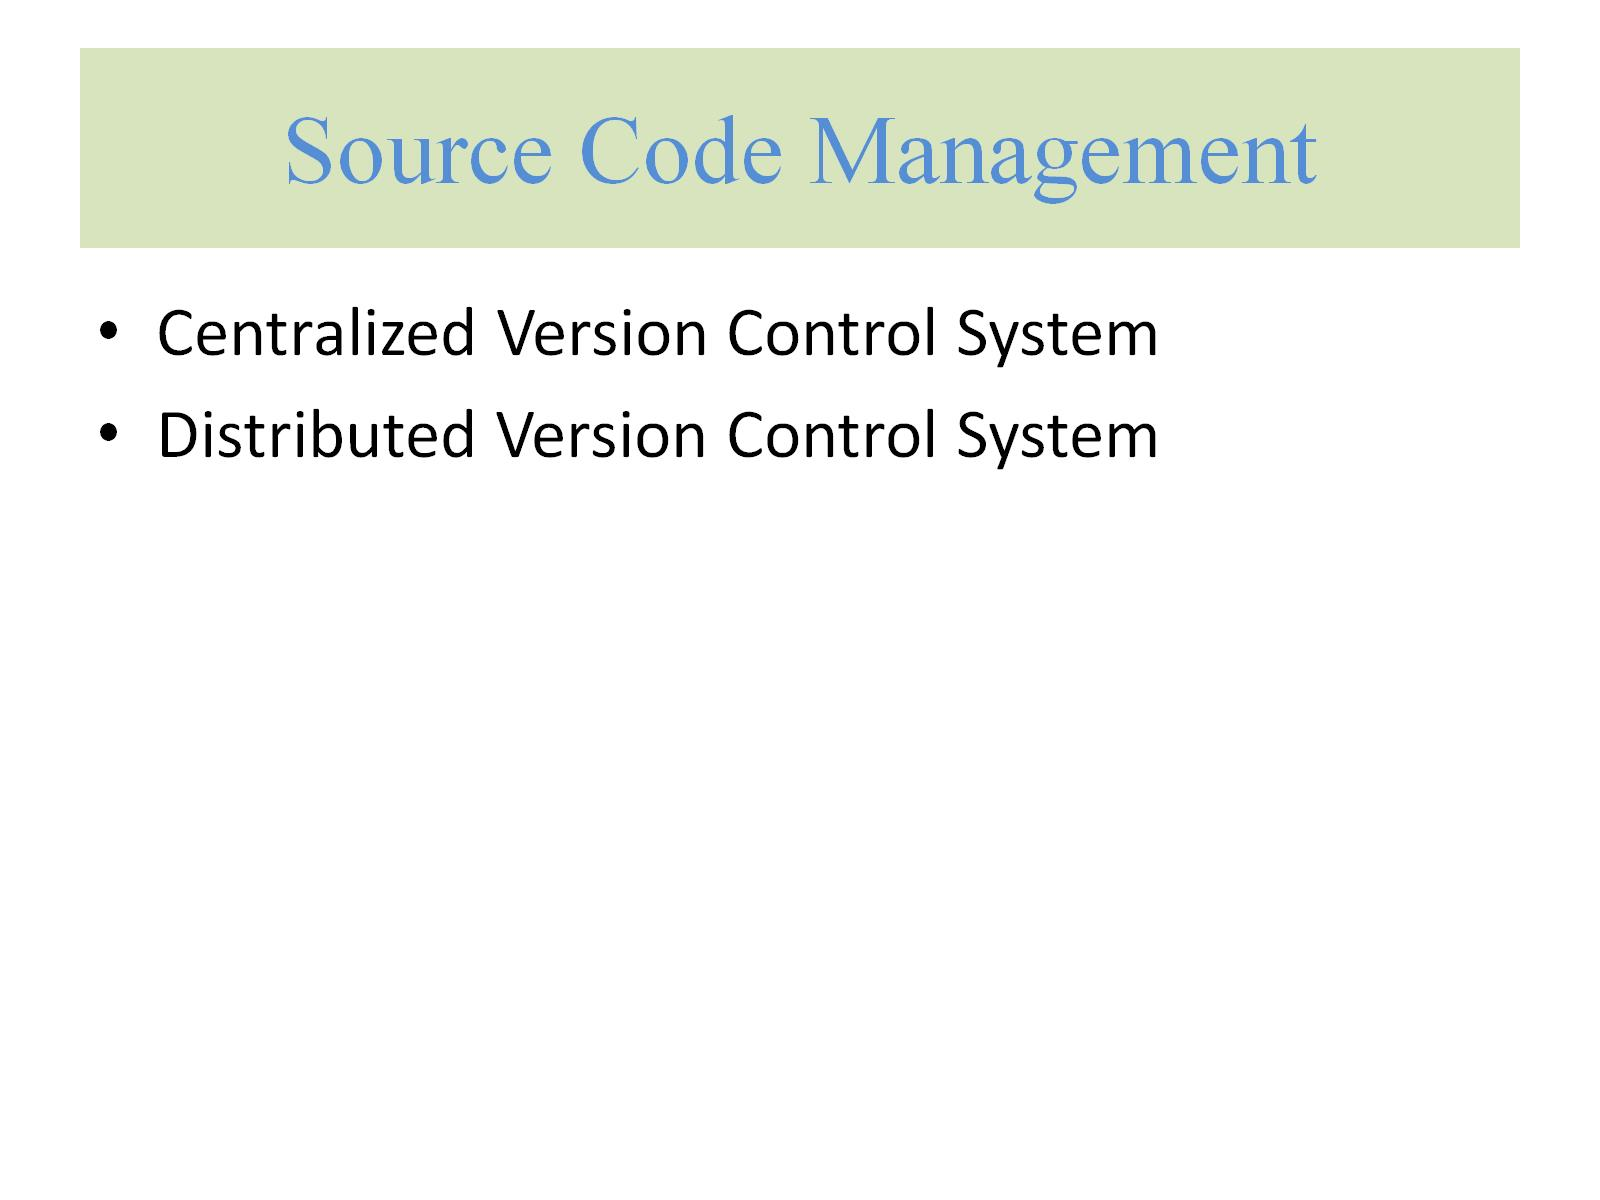 Source Code Management
• Centralized Version Control System
• Distributed Version Control System